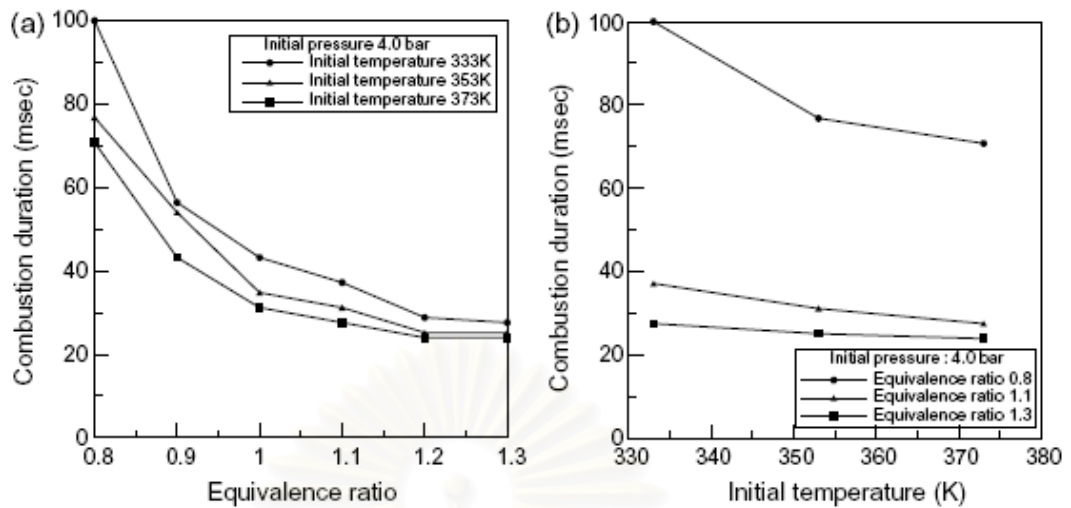 (a)
100
80
60
40
20
0
Combustion duration (msec)
Initial pressure 4.0 bar
Initial temperature 333K
Initial temperature 353K
Initial temperature 373K
0.8 0.9 1 1.1 1.2 1.3
Equivalence ratio
(b)
100
80
60
40
20
0
Combustion duration (msec)
Initial pressure : 4.0 bar
Equivalence ratio 0.8
Equivalence ratio 1.1
Equivalence ratio 1.3
330 340 350 360 370 380
Initial temperature (K)